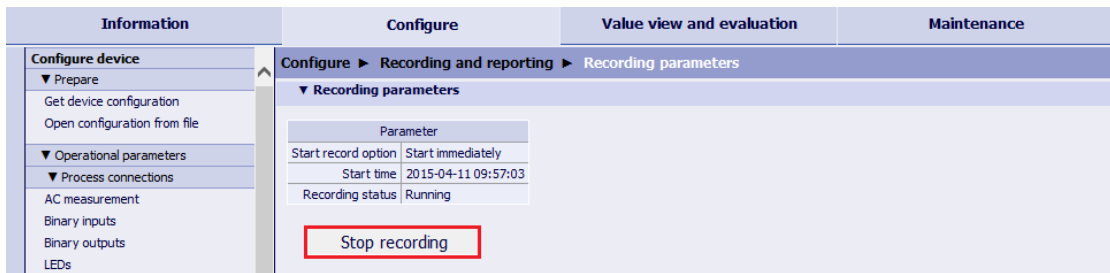 Information Configure Value view and evaluation Maintenance
Configure device
▼ Prepare
Get device configuration
Open configuration from file
▼ Operational parameters
▼ Process connections
AC measurement
Binary inputs
Binary outputs
LEDs
Configure ► Recording and reporting ► Recording parameters
▼ Recording parameters
Parameter
Start record option Start immediately
Start time 2015-04-11 09:57:03
Recording status Running
Stop recording